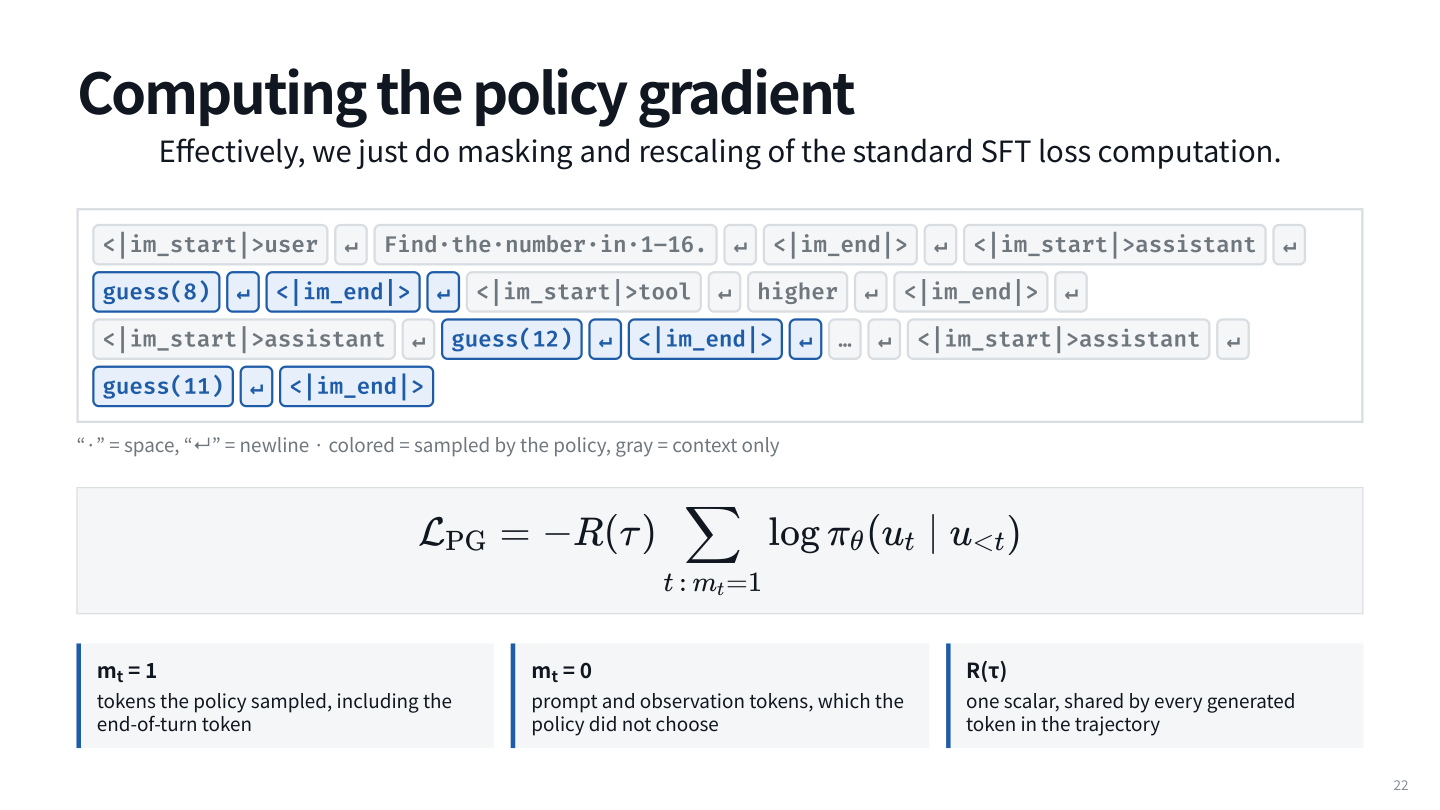 Computing the policy gradient
Effectively, we just do masking and rescaling of the standard SFT loss computation.
<|im_start|>user ↵ Find·the·number·in·1–16. ↵ <|im_end|> ↵ <|im_start|>assistant ↵
guess(8) ↵ <|im_end|> ↵ <|im_start|>tool ↵ higher ↵ <|im_end|> ↵
<|im_start|>assistant ↵ guess(12) ↵ <|im_end|> ↵ … ↵ <|im_start|>assistant ↵
guess(11) ↵ <|im_end|>
“·” = space, “↵” = newline · colored = sampled by the policy, gray = context only
ℒ_PG = −R(τ) ∑_{t : m_t=1} log π_θ(u_t | u_{<t})
m_t = 1
tokens the policy sampled, including the
end-of-turn token
m_t = 0
prompt and observation tokens, which the
policy did not choose
R(τ)
one scalar, shared by every generated
token in the trajectory
22